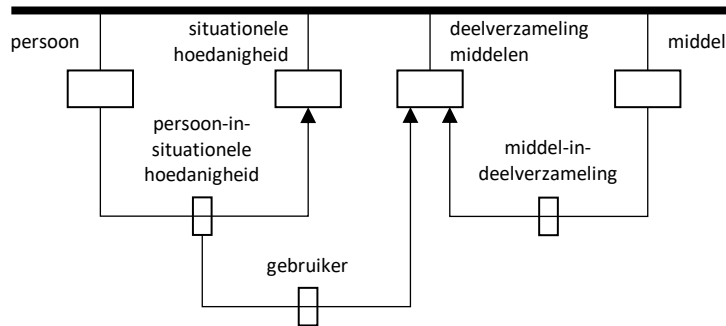 persoon
situationele
hoedanigheid
deelverzameling
middelen
middel
persoon-in-
situationele
hoedanigheid
middel-in-
deelverzameling
gebruiker